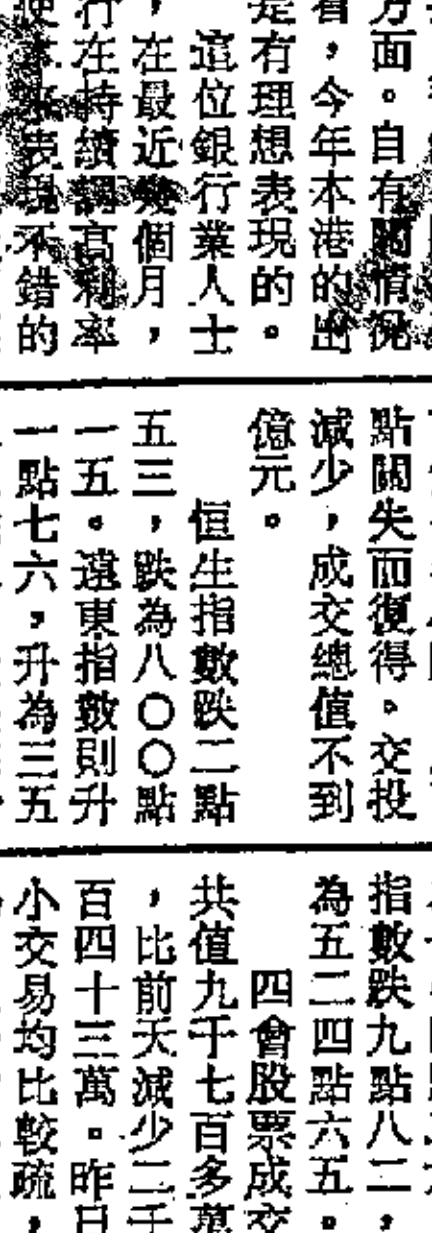 方面。自有關情況
看，今年本港的出
是有理想表現的。
這位銀行業人士
，在最近幾個月，
行在持續調高利率
表現不錯的
點關失而復得。交投
減少，成交總值不到
億元。
恒生指數跌二點
五三，跌為八〇〇點
一五。遠東指數則升
一點七六，升為三五
指數跌九點八二，
為五二四點六五。
四會股票成交
共值九千七百多萬
，比前天減少二千
百四十三萬。昨日
小交易均比較疏，